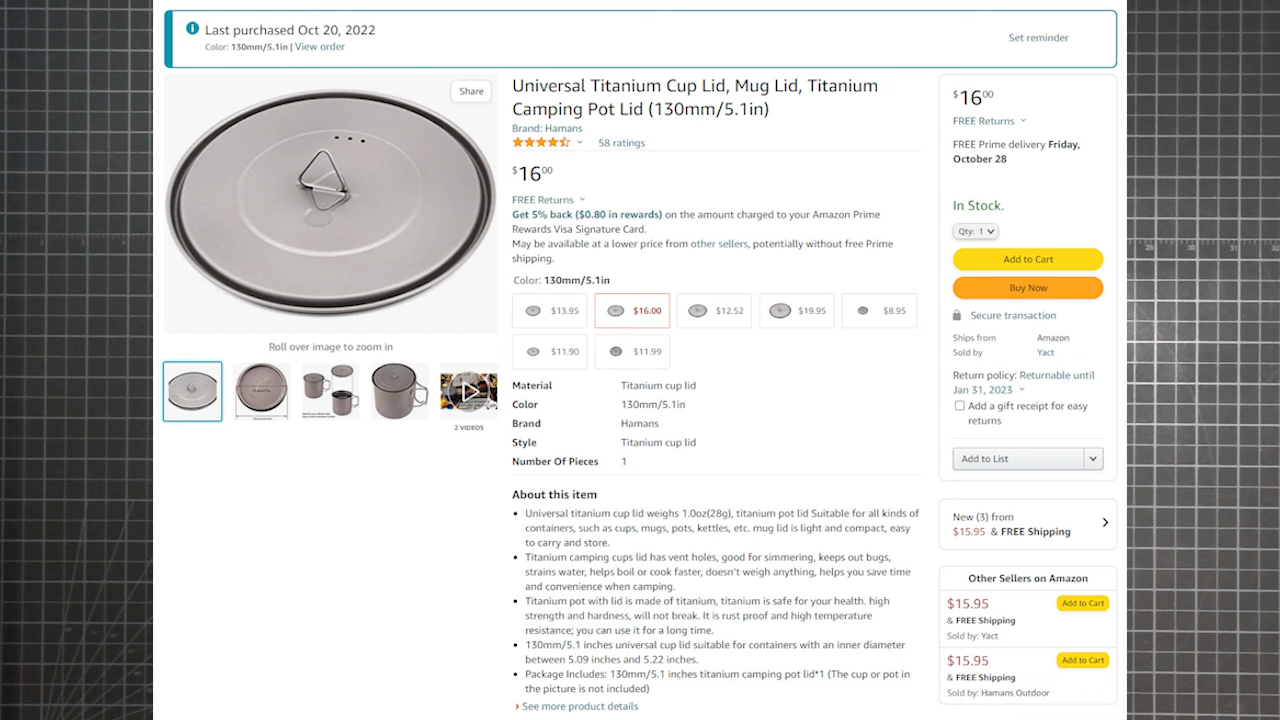 Last purchased Oct 20, 2022
Color: 130mm/5.1in | View order
Set reminder
Share
Roll over image to zoom in
2 VIDEOS
Universal Titanium Cup Lid, Mug Lid, Titanium
Camping Pot Lid (130mm/5.1in)
Brand: Hamans
58 ratings
$16.00
FREE Returns
Get 5% back ($0.80 in rewards) on the amount charged to your Amazon Prime
Rewards Visa Signature Card.
May be available at a lower price from other sellers, potentially without free Prime
shipping.
Color: 130mm/5.1in
$13.95
$16.00
$12.52
$19.95
$8.95
$11.90
$11.99
Material Titanium cup lid
Color 130mm/5.1in
Brand Hamans
Style Titanium cup lid
Number Of Pieces 1
About this item
• Universal titanium cup lid weighs 1.0oz(28g), titanium pot lid Suitable for all kinds of
containers, such as cups, mugs, pots, kettles, etc. mug lid is light and compact, easy
to carry and store.
• Titanium camping cups lid has vent holes, good for simmering, keeps out bugs,
strains water, helps boil or cook faster, doesn't weigh anything, helps you save time
and convenience when camping.
• Titanium pot with lid is made of titanium, titanium is safe for your health. high
strength and hardness, will not break. It is rust proof and high temperature
resistance; you can use it for a long time.
• 130mm/5.1 inches universal cup lid suitable for containers with an inner diameter
between 5.09 inches and 5.22 inches.
• Package Includes: 130mm/5.1 inches titanium camping pot lid*1 (The cup or pot in
the picture is not included)
› See more product details
$16.00
FREE Returns
FREE Prime delivery Friday,
October 28
In Stock.
Qty: 1
Add to Cart
Buy Now
Secure transaction
Ships from Amazon
Sold by Yact
Return policy: Returnable until
Jan 31, 2023
Add a gift receipt for easy
returns
Add to List
New (3) from
$15.95 & FREE Shipping
Other Sellers on Amazon
$15.95 Add to Cart
& FREE Shipping
Sold by: Yact
$15.95 Add to Cart
& FREE Shipping
Sold by: Hamans Outdoor